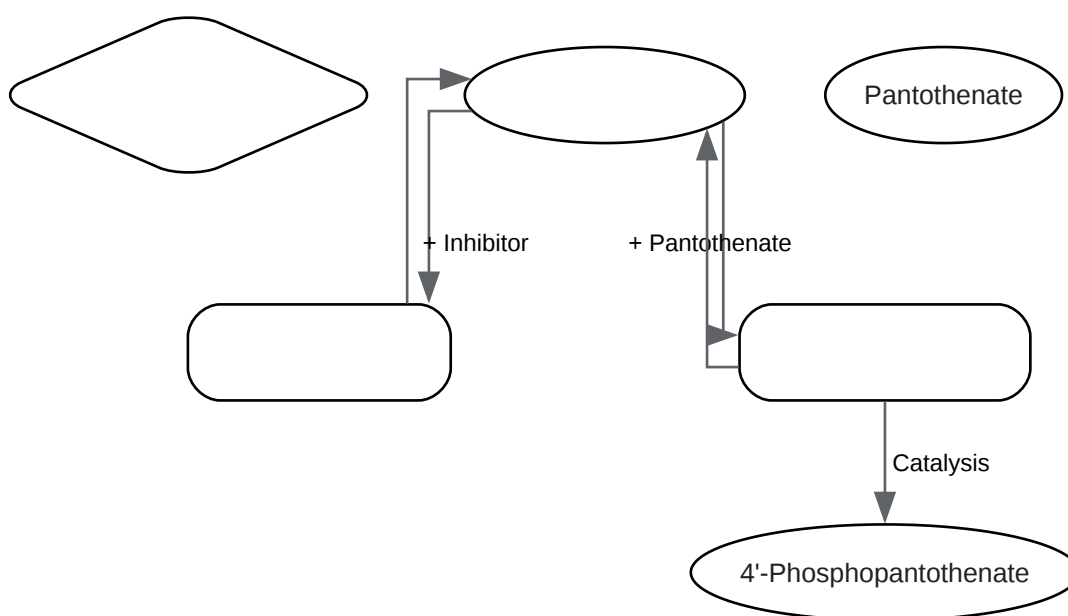 Pantothenate
+ Inhibitor
+ Pantothenate
Catalysis
4'-Phosphopantothenate